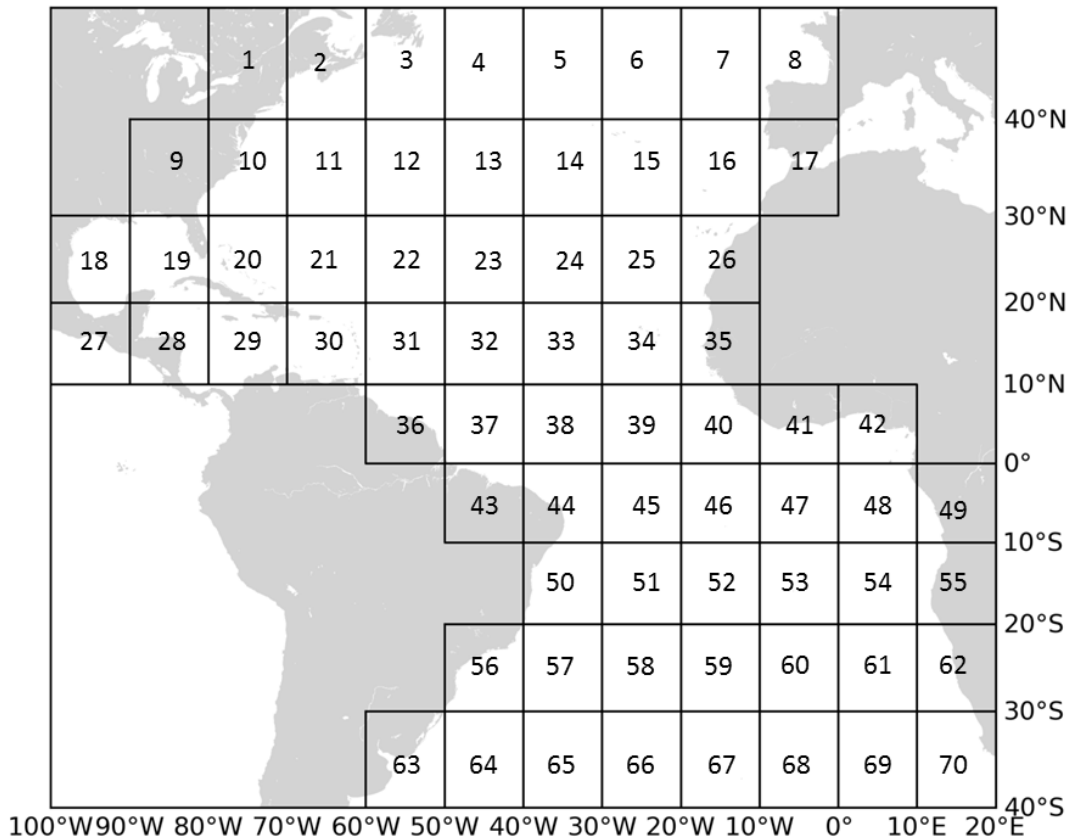 1 2 3 4 5 6 7 8
40°N
9 10 11 12 13 14 15 16 17
30°N
18 19 20 21 22 23 24 25 26
20°N
27 28 29 30 31 32 33 34 35
10°N
36 37 38 39 40 41 42
0°
43 44 45 46 47 48 49
10°S
50 51 52 53 54 55
20°S
56 57 58 59 60 61 62
30°S
63 64 65 66 67 68 69 70
40°S
100°W 90°W 80°W 70°W 60°W 50°W 40°W 30°W 20°W 10°W 0° 10°E 20°E